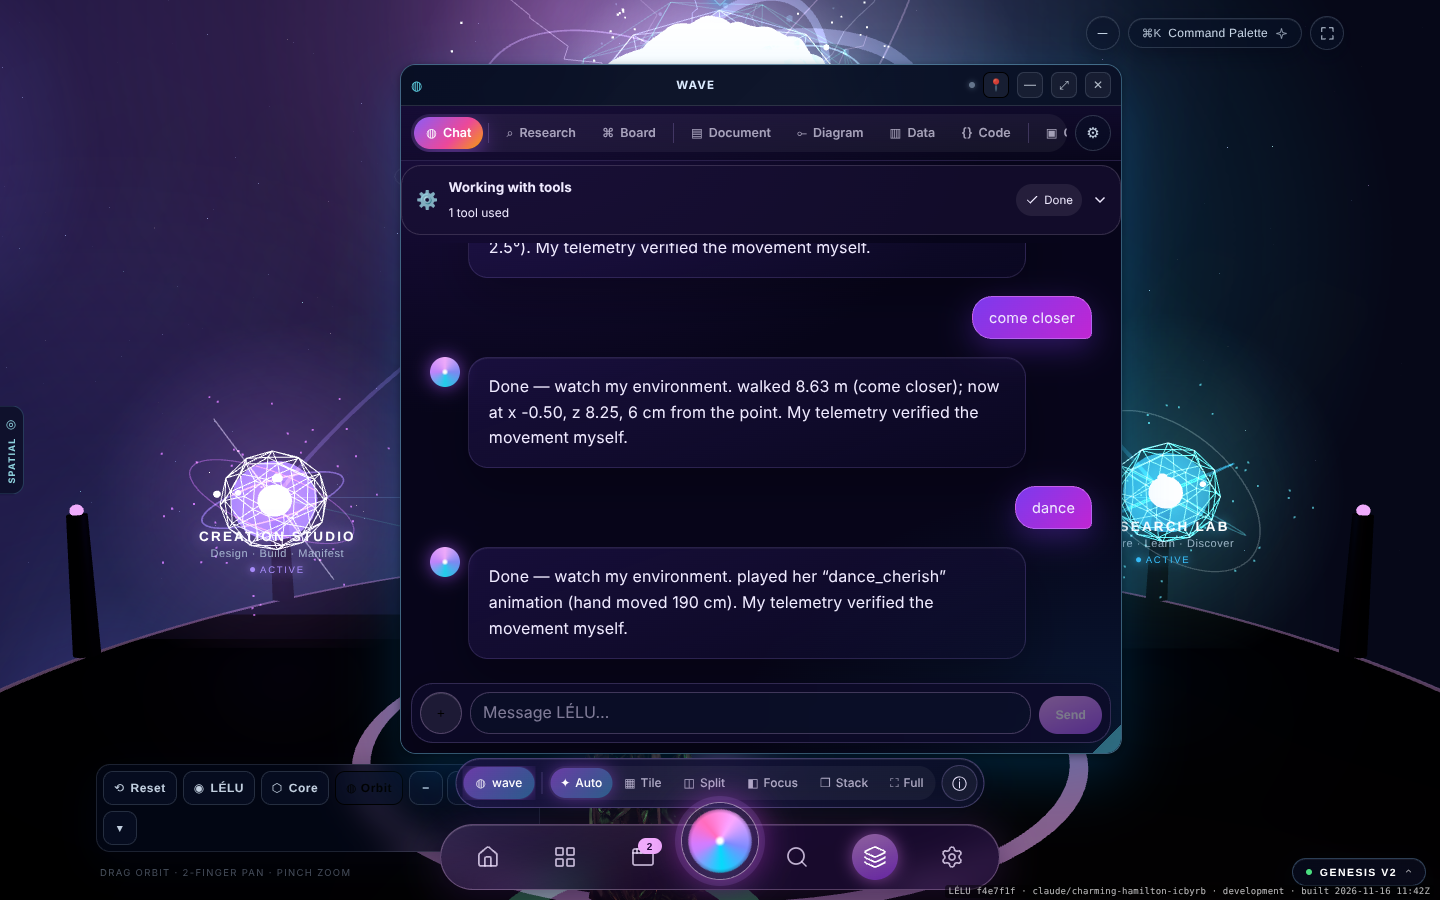 ⌘K Command Palette
WAVE
Chat
Research
Board
Document
Diagram
Data
{} Code
Working with tools
1 tool used
Done
2.5°). My telemetry verified the movement myself.
come closer
Done — watch my environment. walked 8.63 m (come closer); now
at x -0.50, z 8.25, 6 cm from the point. My telemetry verified the
movement myself.
dance
Done — watch my environment. played her “dance_cherish”
animation (hand moved 190 cm). My telemetry verified the
movement myself.
Message LÉLU...
Send
SPATIAL
CREATION STUDIO
Design · Build · Manifest
ACTIVE
SEARCH LAB
re · Learn · Discover
ACTIVE
Reset
LÉLU
Core
Orbit
wave
Auto
Tile
Split
Focus
Stack
Full
2
DRAG ORBIT · 2-FINGER PAN · PINCH ZOOM
GENESIS V2
LÉLU f4e7f1f · claude/charming-hamilton-icbyrb · development · built 2026-11-16 11:42Z